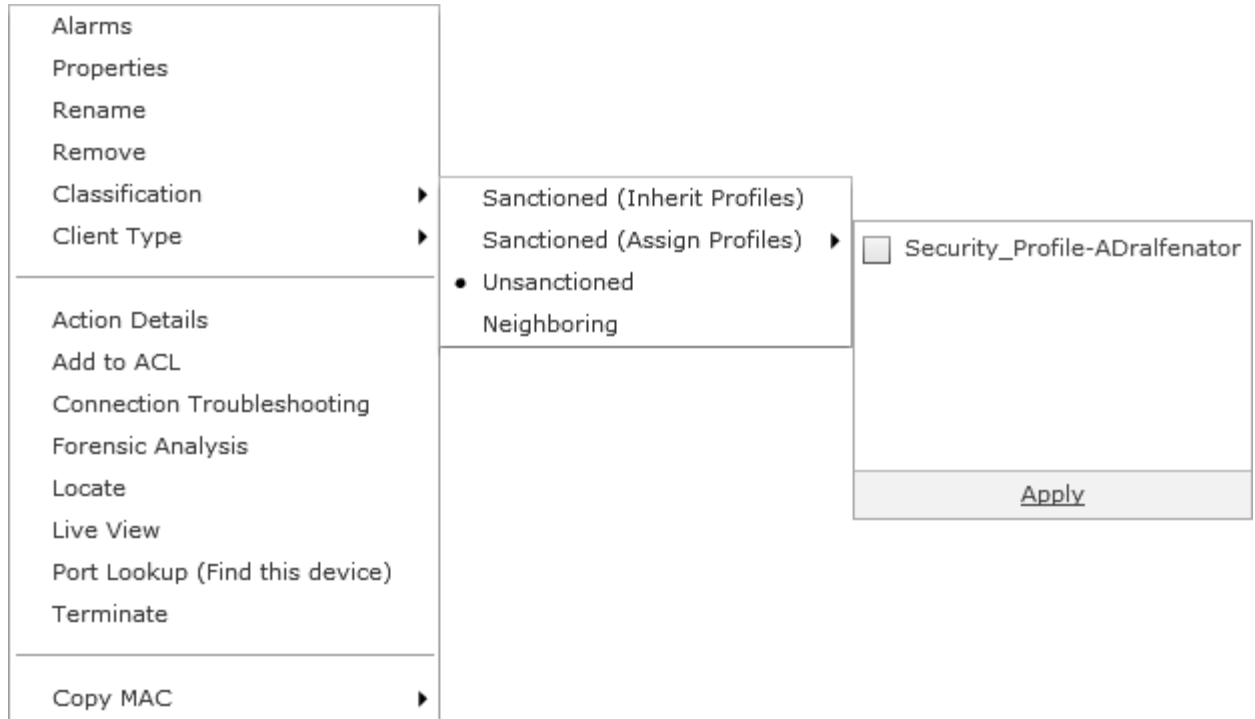 Alarms
Properties
Rename
Remove
Classification
Client Type
Action Details
Add to ACL
Connection Troubleshooting
Forensic Analysis
Locate
Live View
Port Lookup (Find this device)
Terminate
Copy MAC
Sanctioned (Inherit Profiles)
Sanctioned (Assign Profiles)
Unsanctioned
Neighboring
Security_Profile-ADralfenator
Apply